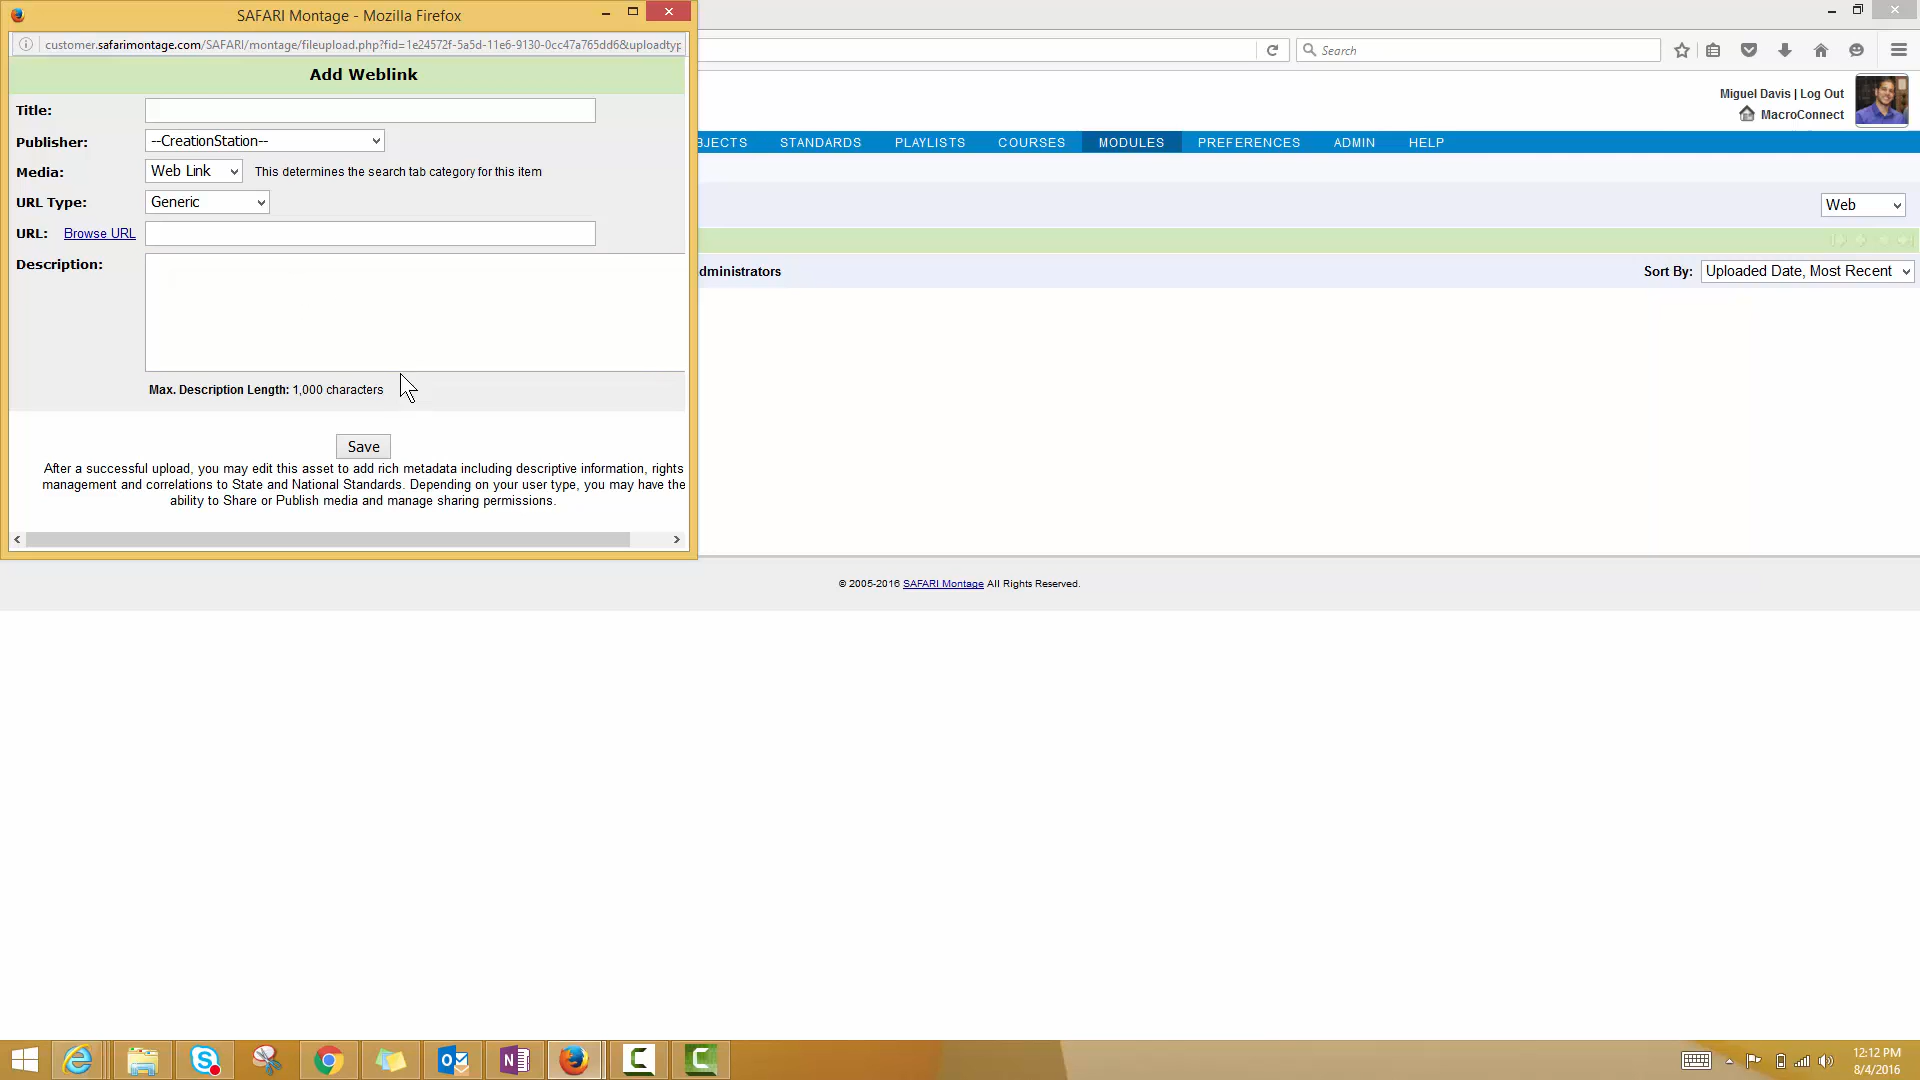 SAFARI Montage - Mozilla Firefox
customer.safarimontage.com/SAFARI/montage/fileupload.php?fid=1e24572f-5a5d-11e6-9130-0cc47a765dd6&uploadtyp
Search
Add Weblink
Title:
Publisher: --CreationStation--
Media: Web Link This determines the search tab category for this item
URL Type: Generic
URL: Browse URL
Description:
Max. Description Length: 1,000 characters
Save
After a successful upload, you may edit this asset to add rich metadata including descriptive information, rights
management and correlations to State and National Standards. Depending on your user type, you may have the
ability to Share or Publish media and manage sharing permissions.
Miguel Davis | Log Out
MacroConnect
BJECTS STANDARDS PLAYLISTS COURSES MODULES PREFERENCES ADMIN HELP
Web
dministrators
Sort By: Uploaded Date, Most Recent
© 2005-2016 SAFARI Montage All Rights Reserved.
12:12 PM
8/4/2016